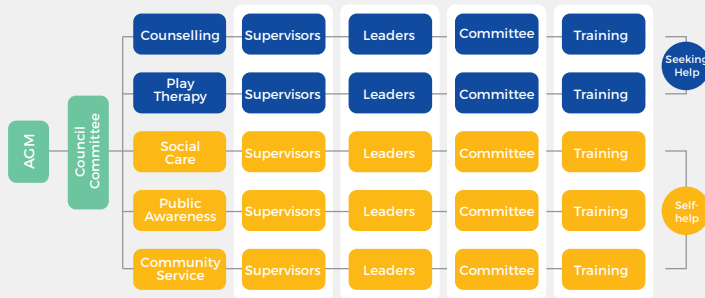 AGM
Council
Committee
Counselling
Supervisors
Leaders
Committee
Training
Play
Therapy
Supervisors
Leaders
Committee
Training
Seeking
Help
Social
Care
Supervisors
Leaders
Committee
Training
Public
Awareness
Supervisors
Leaders
Committee
Training
Self-
help
Community
Service
Supervisors
Leaders
Committee
Training